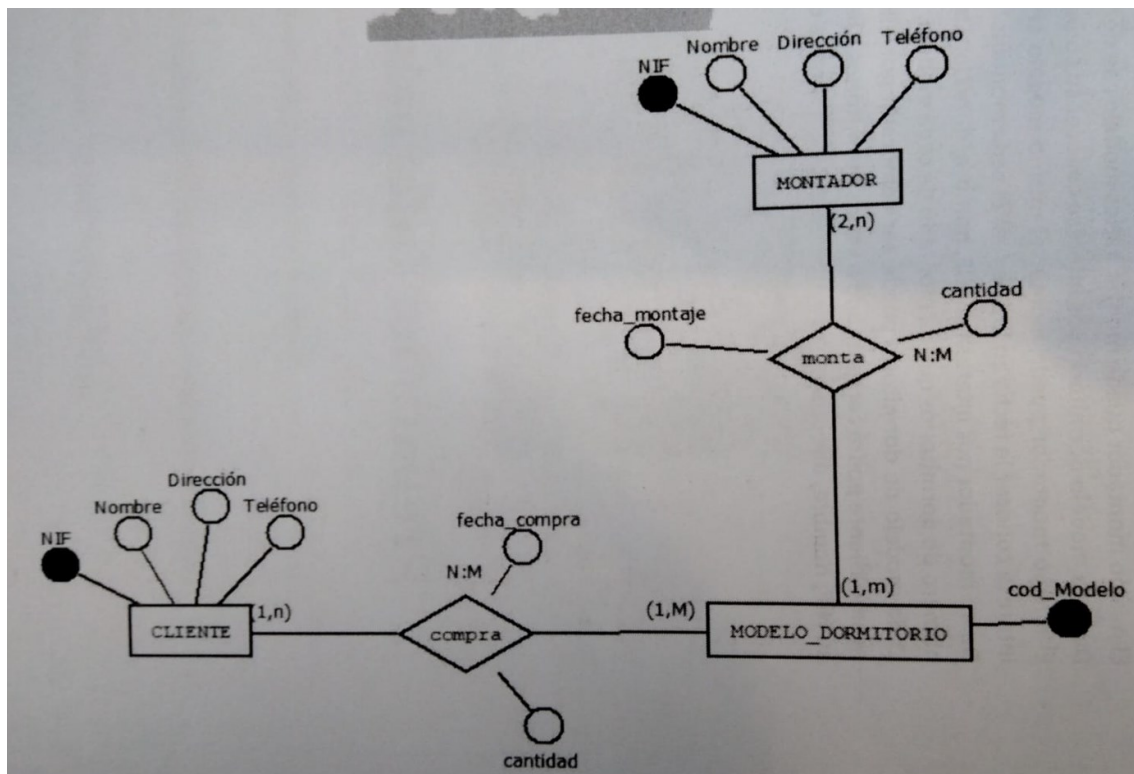 Nombre
Dirección
Teléfono
NIF
MONTADOR
(2,n)
fecha_montaje
cantidad
monta
N:M
Dirección
Nombre
Teléfono
NIF
fecha_compra
N:M
(1,m)
cod_Modelo
(1,n)
(1,M)
CLIENTE
compra
MODELO_DORMITORIO
cantidad